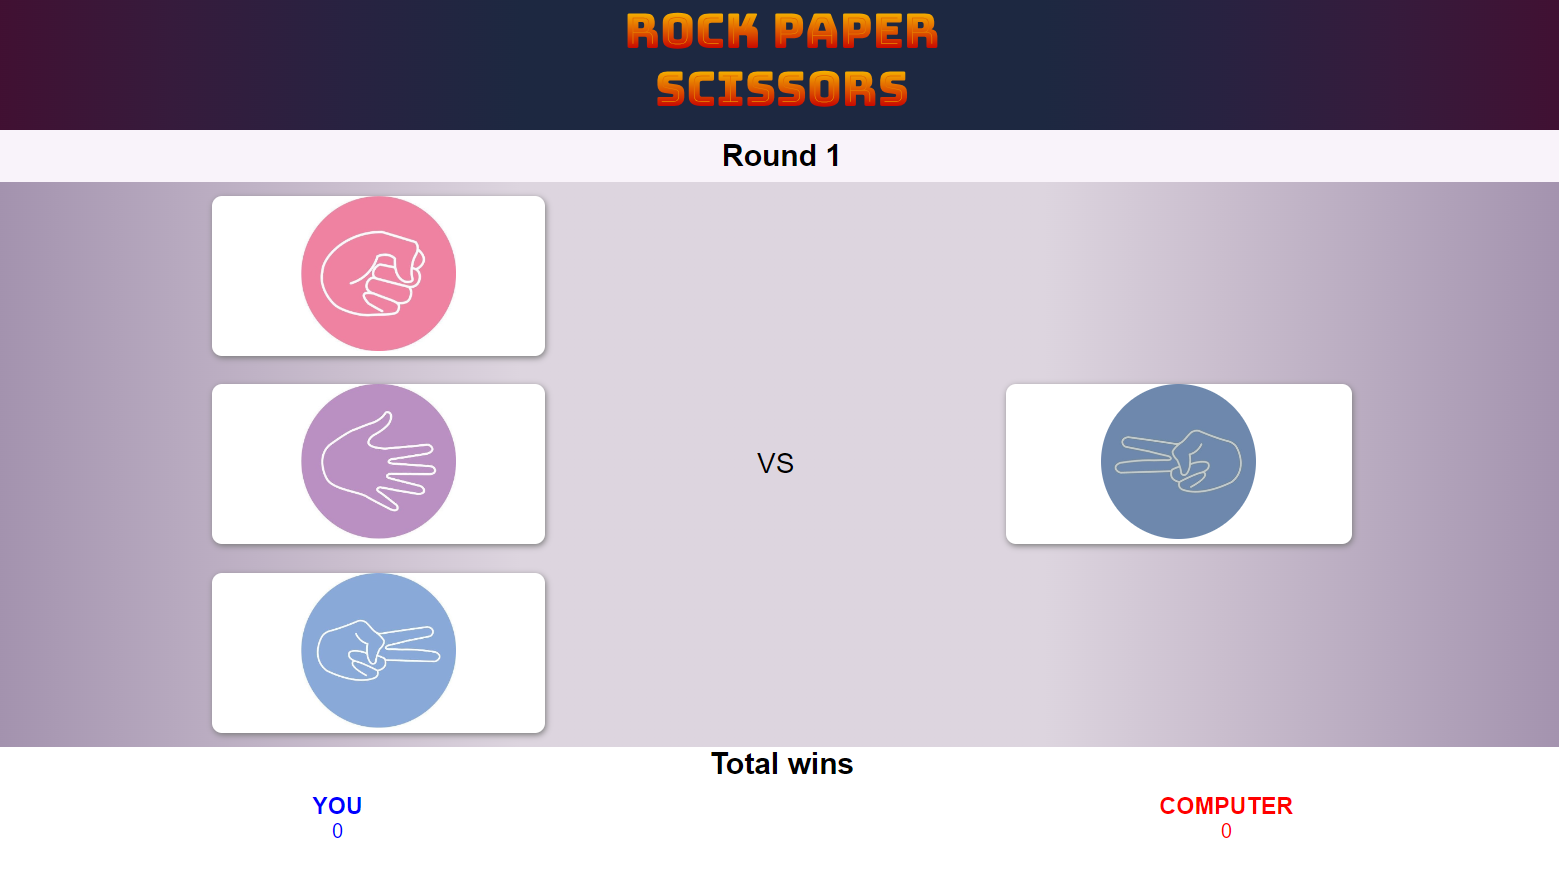 ROCK PAPER
SCISSORS
Round 1
VS
Total wins
YOU
0
COMPUTER
0